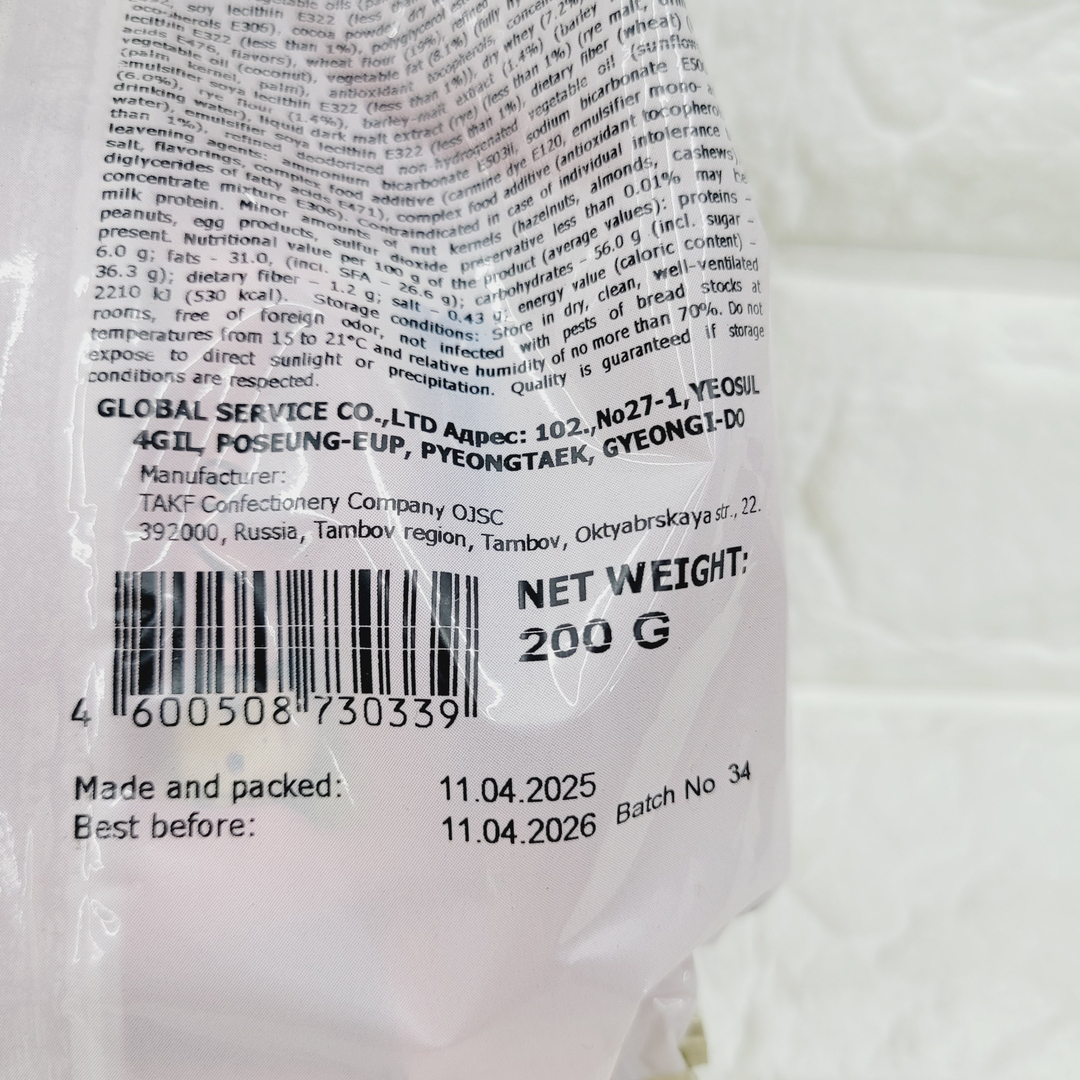 soy lecithin E322 (less
tocopherols E306), cocoa powder polyglycerol
lecithin E322 (less than 1%), (19%), refined
acids E476, flavors), wheat flour (8.1%) (fully
vegetable oil (coconut), vegetable fat tocopherols, dry whey (7.2%)
(palm kernel, palm), antioxidant extract (1.4%) (barley
emulsifier soya lecithin E322 (less than 1%)), (rye malt,
(6.0%), rye flour (1.4%), barley-malt (less than 1%) (wheat)
drinking water), liquid dark malt extract (rye) dietary fiber
water), emulsifier soya lecithin E322 (less than 1%), vegetable oil (sunflow
than 1%), refined deodorized non-hydrogenated sodium bicarbonate E50
leavening agents: ammonium bicarbonate E503ii, emulsifier mono- a
salt, flavorings, complex food additive (carmine dye E120, tocophero
diglycerides of fatty acids E471), complex food additive (antioxidant
concentrate mixture E306). Contraindicated in case of individual intolerance
milk protein. Minor amounts of nut kernels (hazelnuts, almonds, cashews)
peanuts, egg products, sulfur dioxide preservative less than 0.01% may be
present. Nutritional value per 100 g of the product (average values): proteins -
6.0 g; fats - 31.0, (incl. SFA - 26.6 g); carbohydrates - 56.0 g (incl. sugar -
36.3 g); dietary fiber - 1.2 g; salt - 0.43 g; energy value (caloric content) -
2210 kJ (530 kcal). Storage conditions: Store in dry, clean, well-ventilated
rooms, free of foreign odor, not infected with pests of bread stocks at
temperatures from 15 to 21°C and relative humidity of no more than 70%. Do not
expose to direct sunlight or precipitation. Quality is guaranteed if storage
conditions are respected.
GLOBAL SERVICE CO.,LTD Адрес: 102.,No27-1,YEOSUL
4GIL, POSEUNG-EUP, PYEONGTAEK, GYEONGI-DO
Manufacturer:
TAKF Confectionery Company OJSC
392000, Russia, Tambov region, Tambov, Oktyabrskaya str., 22.
NET WEIGHT:
200 G
4 600508 730339
Made and packed: 11.04.2025
Best before: 11.04.2026 Batch No 34